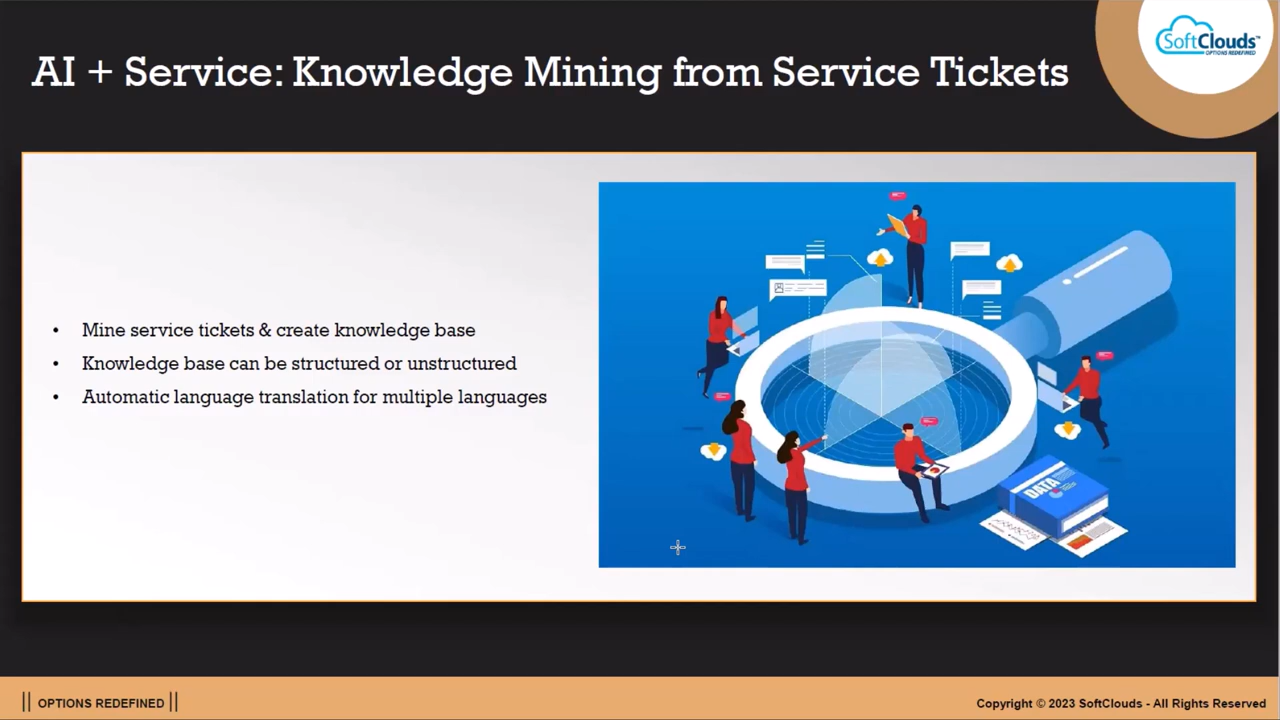 SoftClouds™
OPTIONS REDEFINED
AI + Service: Knowledge Mining from Service Tickets
• Mine service tickets & create knowledge base
• Knowledge base can be structured or unstructured
• Automatic language translation for multiple languages
DATA
|| OPTIONS REDEFINED ||
Copyright © 2023 SoftClouds - All Rights Reserved